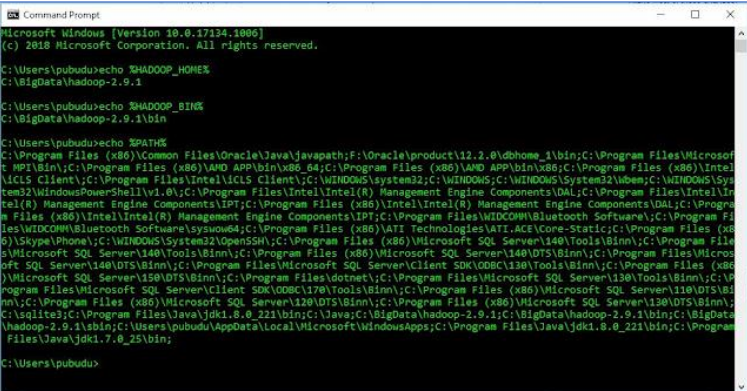 Command Prompt
Microsoft Windows [Version 10.0.17134.1006]
(c) 2018 Microsoft Corporation. All rights reserved.
C:\Users\pubudu>echo %HADOOP_HOME%
C:\BigData\hadoop-2.9.1
C:\Users\pubudu>echo %HADOOP_BIN%
C:\BigData\hadoop-2.9.1\bin
C:\Users\pubudu>echo %PATH%
C:\Program Files (x86)\Common Files\Oracle\Java\javapath;F:\Oracle\product\12.2.0\dbhome_1\bin;C:\Program Files\Microsof
t MPI\Bin\;C:\Program Files (x86)\AMD APP\bin\x86_64;C:\Program Files (x86)\AMD APP\bin\x86;C:\Program Files (x86)\Intel
\iCLS Client\;C:\Program Files\Intel\iCLS Client\;C:\WINDOWS\system32;C:\WINDOWS;C:\WINDOWS\System32\Wbem;C:\WINDOWS\Sys
tem32\WindowsPowerShell\v1.0\;C:\Program Files\Intel\Intel(R) Management Engine Components\DAL;C:\Program Files\Intel\In
tel(R) Management Engine Components\IPT;C:\Program Files (x86)\Intel\Intel(R) Management Engine Components\DAL;C:\Progra
m Files (x86)\Intel\Intel(R) Management Engine Components\IPT;C:\Program Files\WIDCOMM\Bluetooth Software\;C:\Program Fi
les\WIDCOMM\Bluetooth Software\syswow64;C:\Program Files (x86)\ATI Technologies\ATI.ACE\Core-Static;C:\Program Files (x8
6)\Skype\Phone\;C:\WINDOWS\System32\OpenSSH\;C:\Program Files (x86)\Microsoft SQL Server\140\Tools\Binn\;C:\Program File
s\Microsoft SQL Server\140\Tools\Binn\;C:\Program Files (x86)\Microsoft SQL Server\140\DTS\Binn\;C:\Program Files\Micros
oft SQL Server\140\DTS\Binn\;C:\Program Files\Microsoft SQL Server\Client SDK\ODBC\130\Tools\Binn\;C:\Program Files (x86
)\Microsoft SQL Server\150\DTS\Binn\;C:\Program Files\dotnet\;C:\Program Files\Microsoft SQL Server\130\Tools\Binn\;C:\P
rogram Files\Microsoft SQL Server\Client SDK\ODBC\170\Tools\Binn\;C:\Program Files (x86)\Microsoft SQL Server\110\DTS\Bi
nn\;C:\Program Files (x86)\Microsoft SQL Server\120\DTS\Binn\;C:\Program Files (x86)\Microsoft SQL Server\130\DTS\Binn\;
C:\sqlite3;C:\Program Files\Java\jdk1.8.0_221\bin;C:\Java;C:\BigData\hadoop-2.9.1;C:\BigData\hadoop-2.9.1\bin;C:\BigData
\hadoop-2.9.1\sbin;C:\Users\pubudu\AppData\Local\Microsoft\WindowsApps;C:\Program Files\Java\jdk1.8.0_221\bin;C:\Program
Files\Java\jdk1.7.0_25\bin;
C:\Users\pubudu>